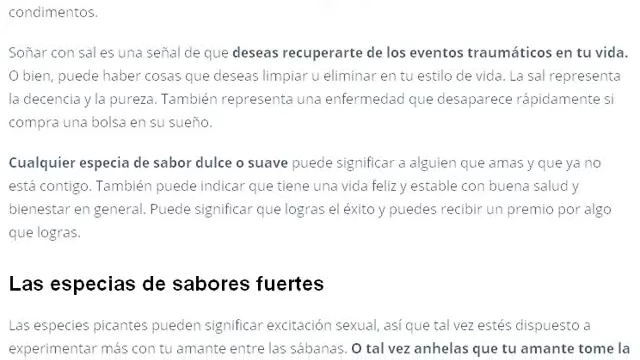 condimentos.
Soñar con sal es una señal de que deseas recuperarte de los eventos traumáticos en tu vida.
O bien, puede haber cosas que deseas limpiar u eliminar en tu estilo de vida. La sal representa
la decencia y la pureza. También representa una enfermedad que desaparece rápidamente si
compra una bolsa en su sueño.
Cualquier especia de sabor dulce o suave puede significar a alguien que amas y que ya no
está contigo. También puede indicar que tiene una vida feliz y estable con buena salud y
bienestar en general. Puede significar que logras el éxito y puedes recibir un premio por algo
que logras.
Las especias de sabores fuertes
Las especies picantes pueden significar excitación sexual, así que tal vez estés dispuesto a
experimentar más con tu amante entre las sábanas. O tal vez anhelas que tu amante tome la